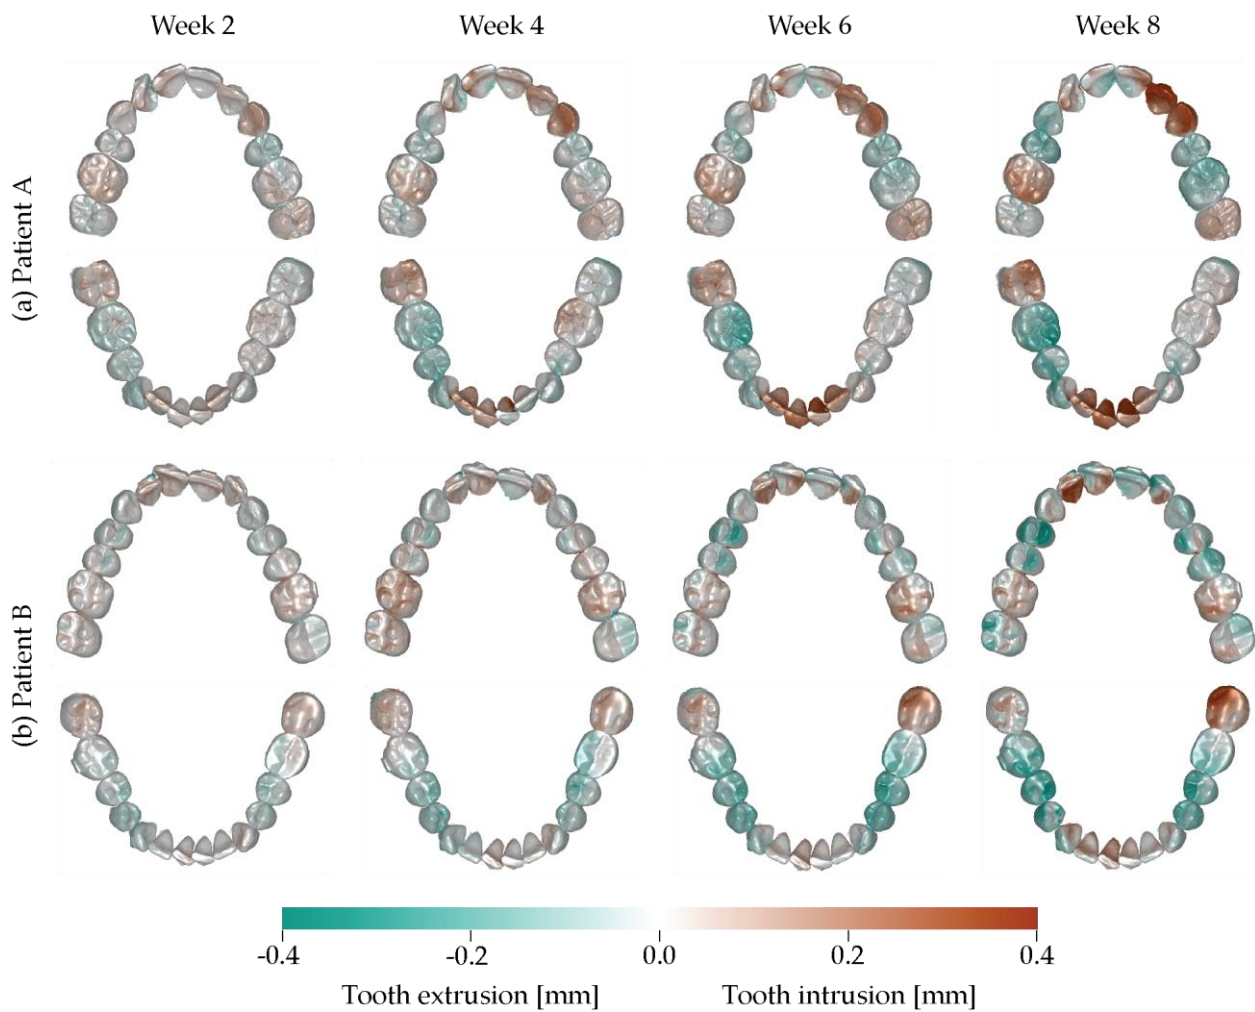 Week 2
Week 4
Week 6
Week 8
(a) Patient A
(b) Patient B
-0.4
-0.2
0.0
0.2
0.4
Tooth extrusion [mm]
Tooth intrusion [mm]